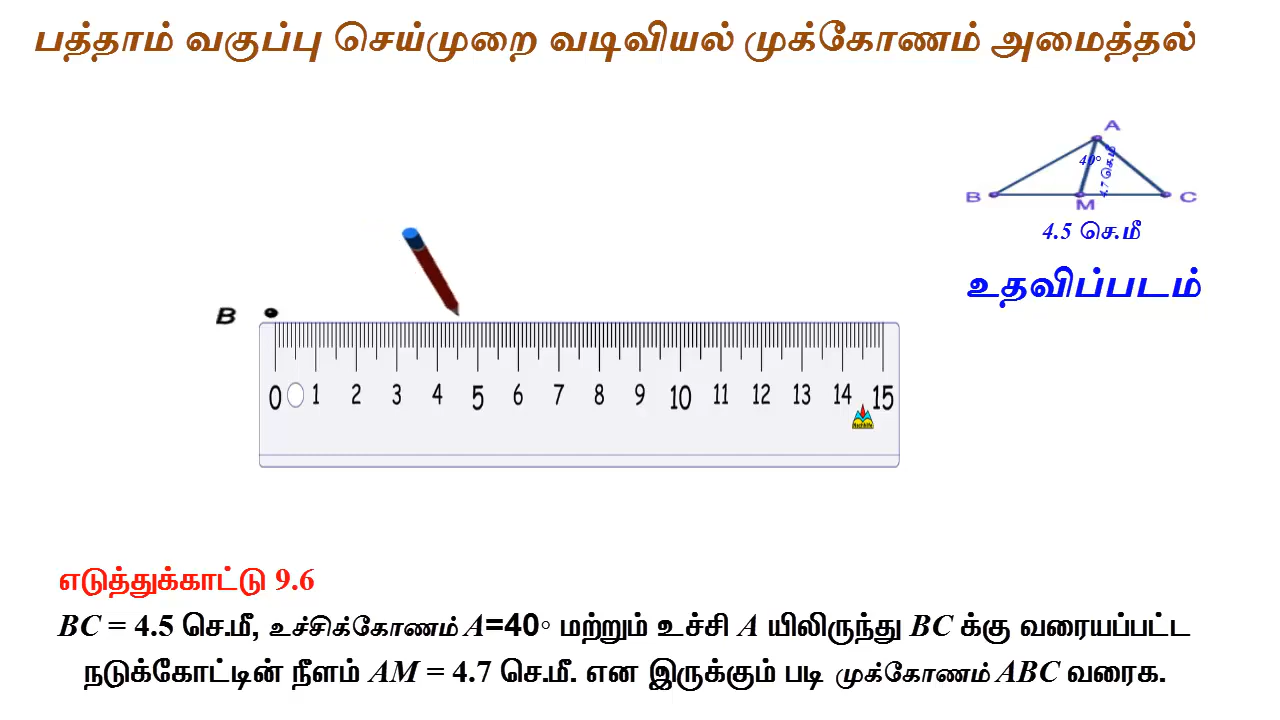 பத்தாம் வகுப்பு செய்முறை வடிவியல் முக்கோணம் அமைத்தல்
A
40°
4.7 செ.மீ
B
M
C
4.5 செ.மீ
உதவிப்படம்
B
0 1 2 3 4 5 6 7 8 9 10 11 12 13 14 15
எடுத்துக்காட்டு 9.6
BC = 4.5 செ.மீ, உச்சிக்கோணம் A=40° மற்றும் உச்சி A யிலிருந்து BC க்கு வரையப்பட்ட
நடுக்கோட்டின் நீளம் AM = 4.7 செ.மீ. என இருக்கும் படி முக்கோணம் ABC வரைக.